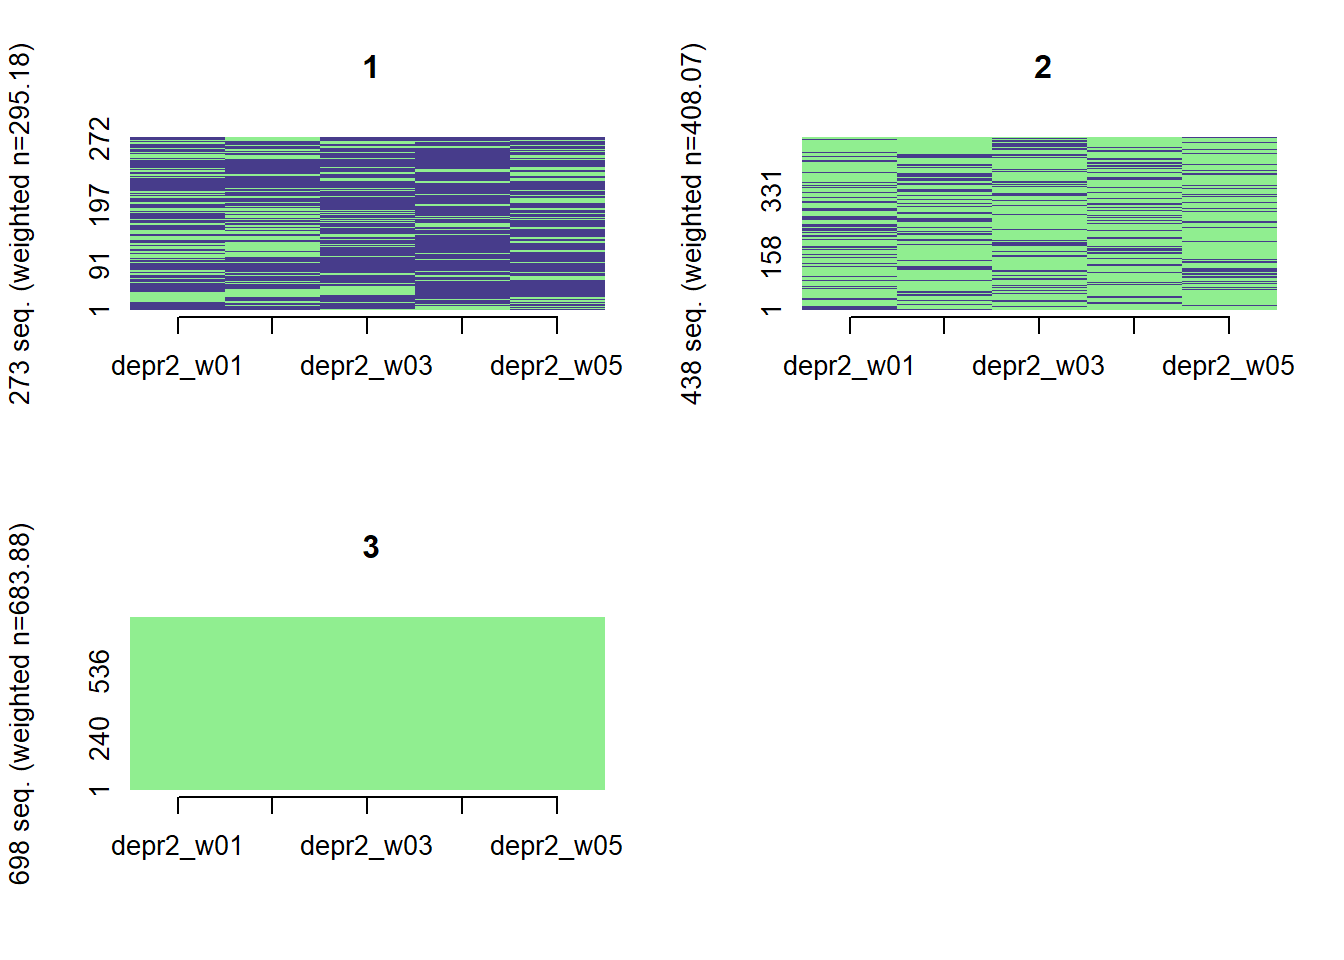 1
273 seq. (weighted n=295.18)
1 91 197 272
depr2_w01 depr2_w03 depr2_w05
2
438 seq. (weighted n=408.07)
1 158 331
depr2_w01 depr2_w03 depr2_w05
3
698 seq. (weighted n=683.88)
1 240 536
depr2_w01 depr2_w03 depr2_w05